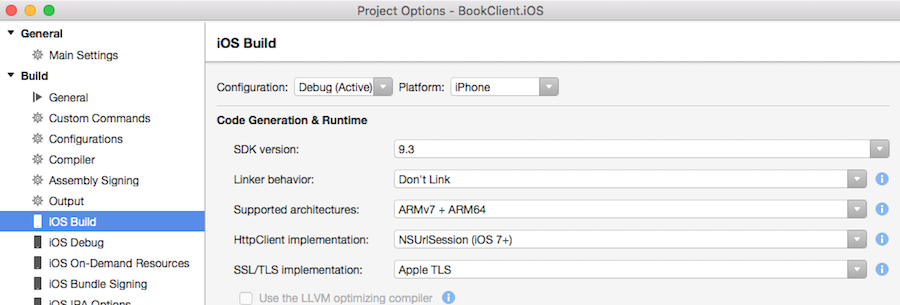 Project Options - BookClient.iOS
General
Main Settings
Build
General
Custom Commands
Configurations
Compiler
Assembly Signing
Output
iOS Build
iOS Debug
iOS On-Demand Resources
iOS Bundle Signing
iOS IPA Options
iOS Build
Configuration: Debug (Active) Platform: iPhone
Code Generation & Runtime
SDK version: 9.3
Linker behavior: Don't Link
Supported architectures: ARMv7 + ARM64
HttpClient implementation: NSUrlSession (iOS 7+)
SSL/TLS implementation: Apple TLS
Use the LLVM optimizing compiler